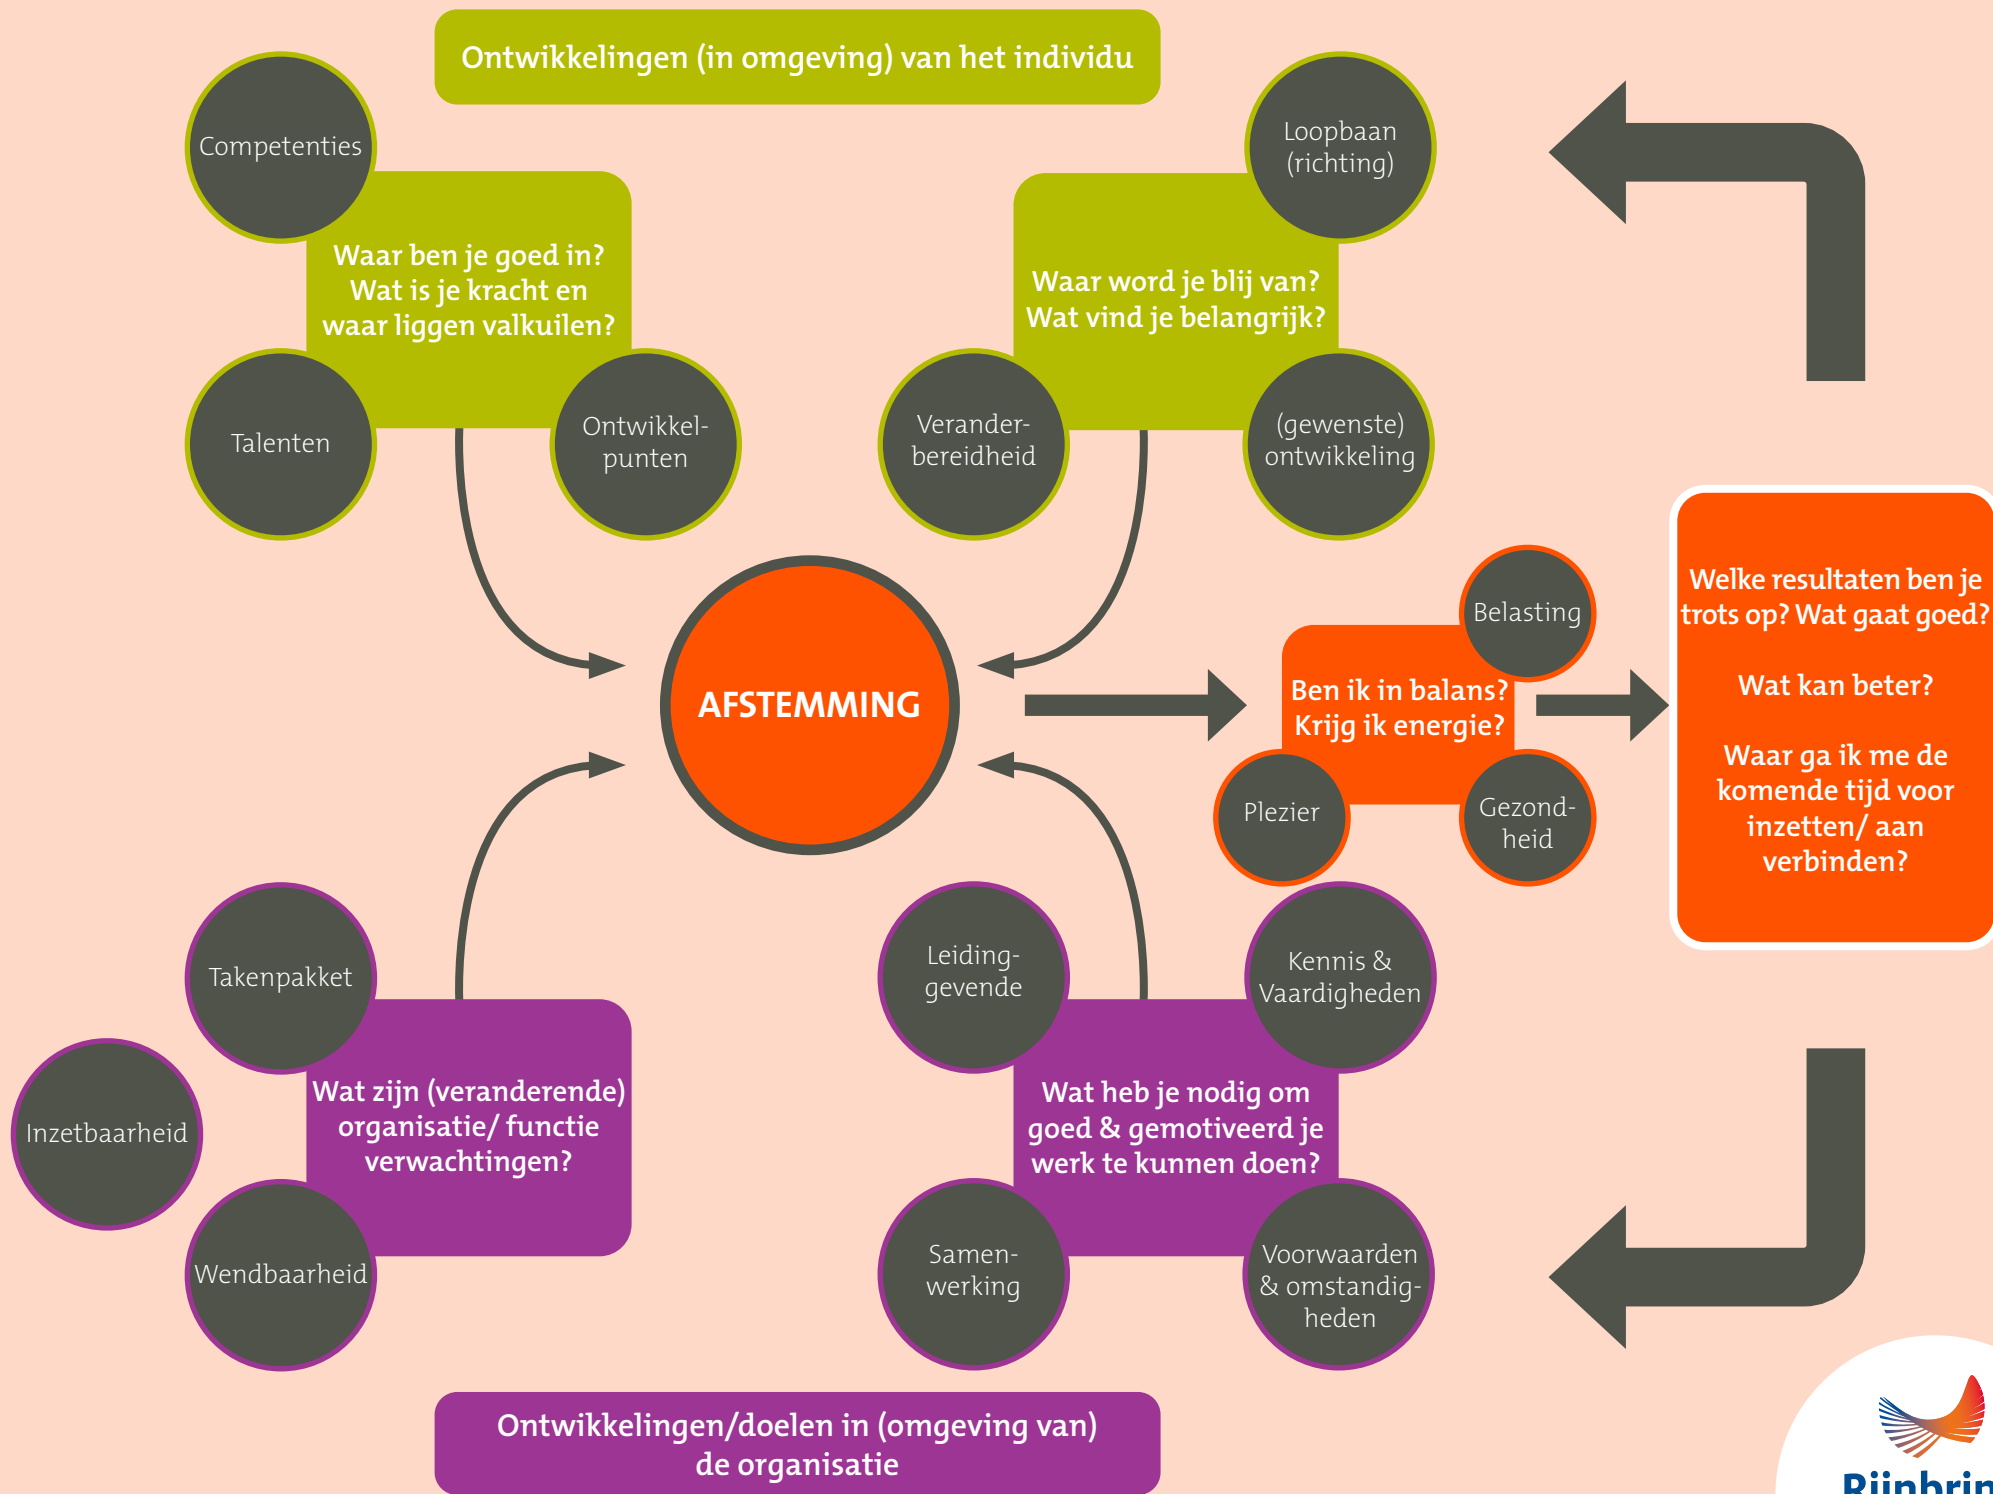 Ontwikkelingen (in omgeving) van het individu
Competenties
Waar ben je goed in?
Wat is je kracht en
waar liggen valkuilen?
Talenten
Ontwikkel-
punten
Loopbaan
(richting)
Waar word je blij van?
Wat vind je belangrijk?
Verander-
bereidheid
(gewenste)
ontwikkeling
AFSTEMMING
Belasting
Ben ik in balans?
Krijg ik energie?
Plezier
Gezond-
heid
Welke resultaten ben je
trots op? Wat gaat goed?
Wat kan beter?
Waar ga ik me de
komende tijd voor
inzetten/ aan
verbinden?
Takenpakket
Inzetbaarheid
Wat zijn (veranderende)
organisatie/ functie
verwachtingen?
Wendbaarheid
Leiding-
gevende
Kennis &
Vaardigheden
Wat heb je nodig om
goed & gemotiveerd je
werk te kunnen doen?
Samen-
werking
Voorwaarden
& omstandig-
heden
Ontwikkelingen/doelen in (omgeving van)
de organisatie